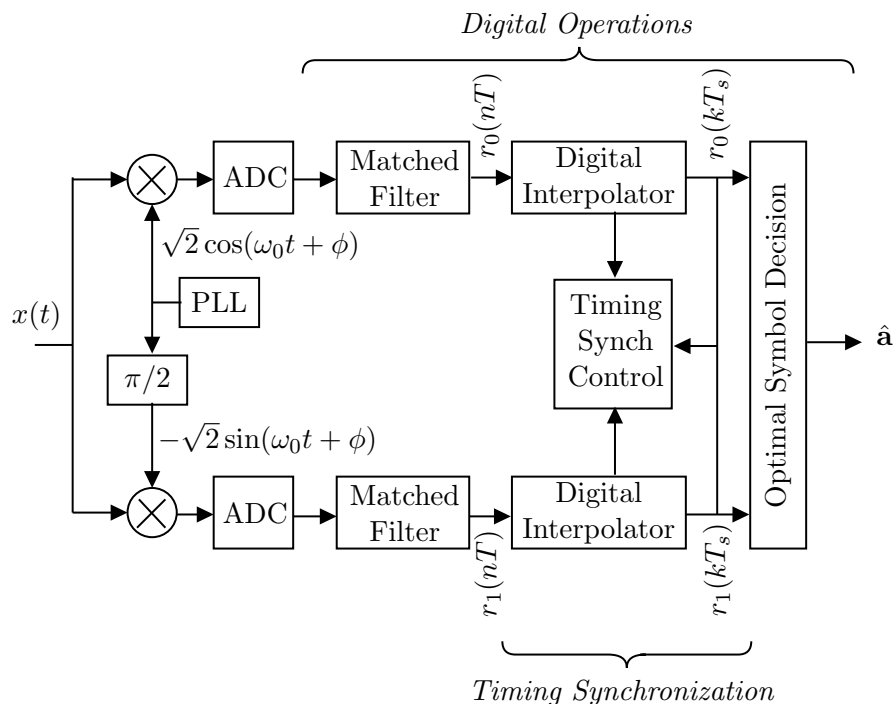 Digital Operations
r₀(nT)
r₀(kTₛ)
ADC
Matched
Filter
Digital
Interpolator
√2 cos(ω₀t + ϕ)
x(t)
PLL
π/2
Timing
Synch
Control
Optimal Symbol Decision
â
−√2 sin(ω₀t + ϕ)
ADC
Matched
Filter
Digital
Interpolator
r₁(nT)
r₁(kTₛ)
Timing Synchronization